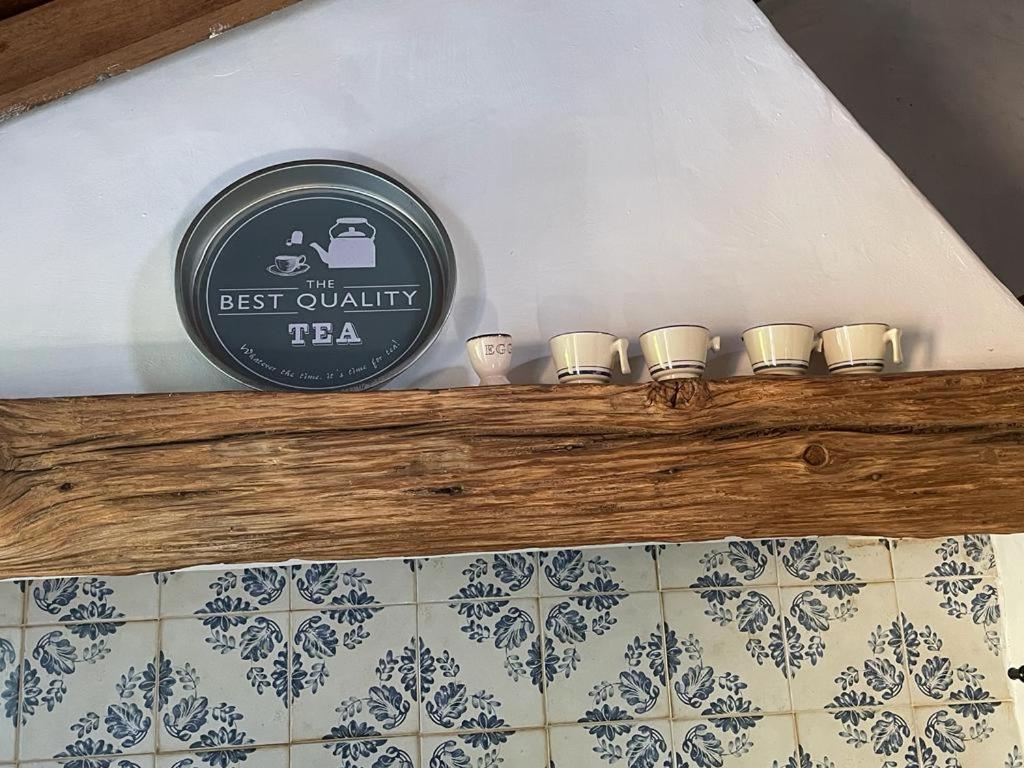 THE
BEST QUALITY
TEA
Whatever the time, it's time for tea!
EGG